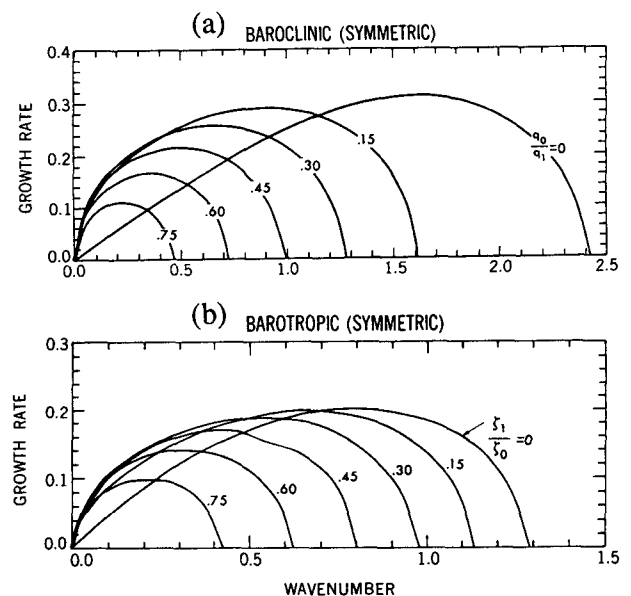 (a) BAROCLINIC (SYMMETRIC)
0.4
0.3
0.2
0.1
0.0
GROWTH RATE
q₀/q₁=0
.15
.30
.45
.60
.75
0.0 0.5 1.0 1.5 2.0 2.5
(b) BAROTROPIC (SYMMETRIC)
0.3
0.2
0.1
0.0
GROWTH RATE
ζ₁/ζ₀=0
.15
.30
.45
.60
.75
0.0 0.5 1.0 1.5
WAVENUMBER